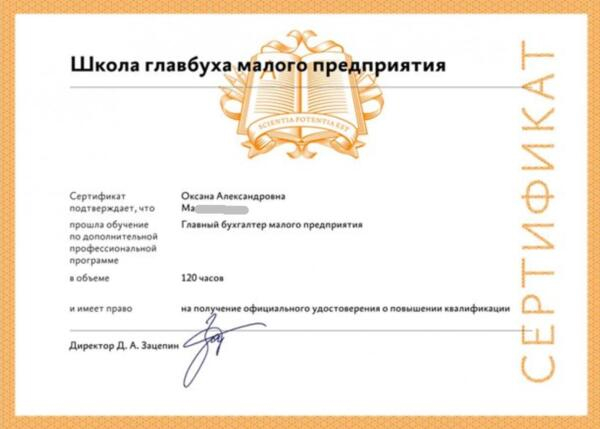 Школа главбуха малого предприятия
SCIENTIA POTENTIA EST
СЕРТИФИКАТ
Сертификат
подтверждает, что
Оксана Александровна
Ма
прошла обучение
по дополнительной
профессиональной
программе
Главный бухгалтер малого предприятия
в объеме
120 часов
и имеет право
на получение официального удостоверения о повышении квалификации
Директор Д. А. Зацепин